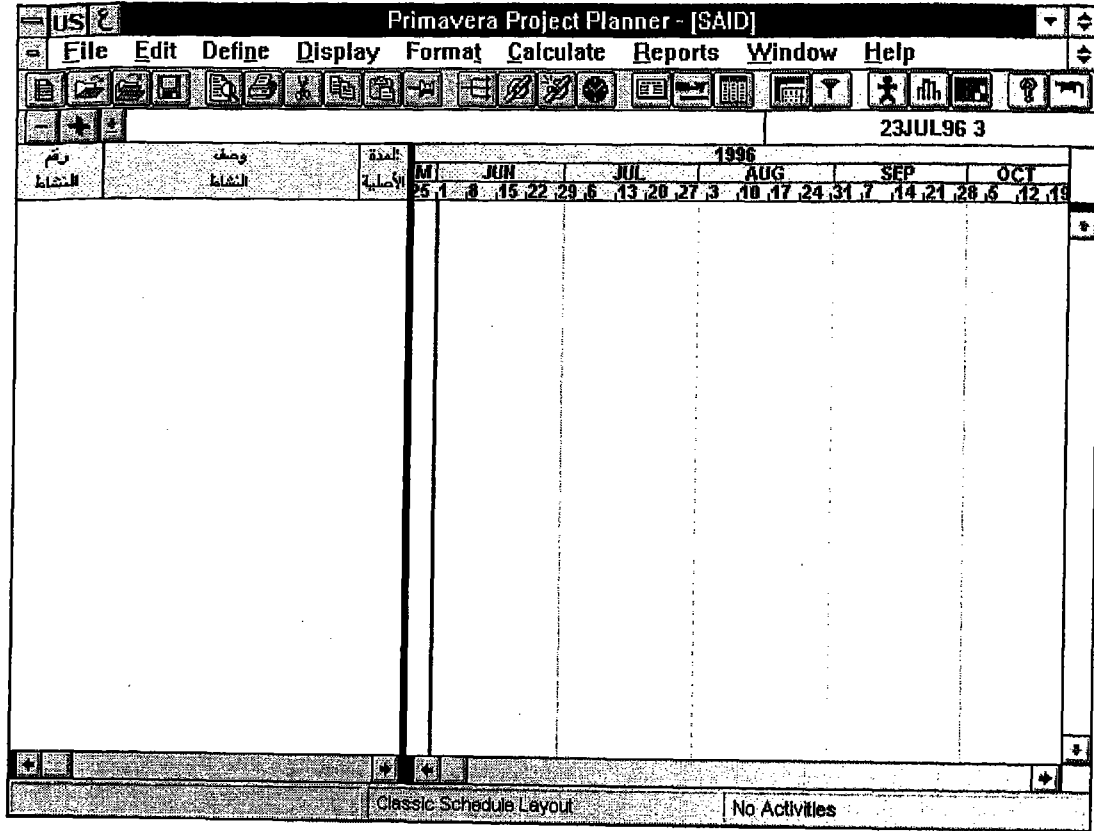 US ع Primavera Project Planner - [SAID]
File Edit Define Display Format Calculate Reports Window Help
23JUL96 3
رقم النشاط
وصف النشاط
المدة الأصلية
1996
M JUN JUL AUG SEP OCT
25 1 8 15 22 29 6 13 20 27 3 10 17 24 31 7 14 21 28 5 12 19
Classic Schedule Layout No Activities